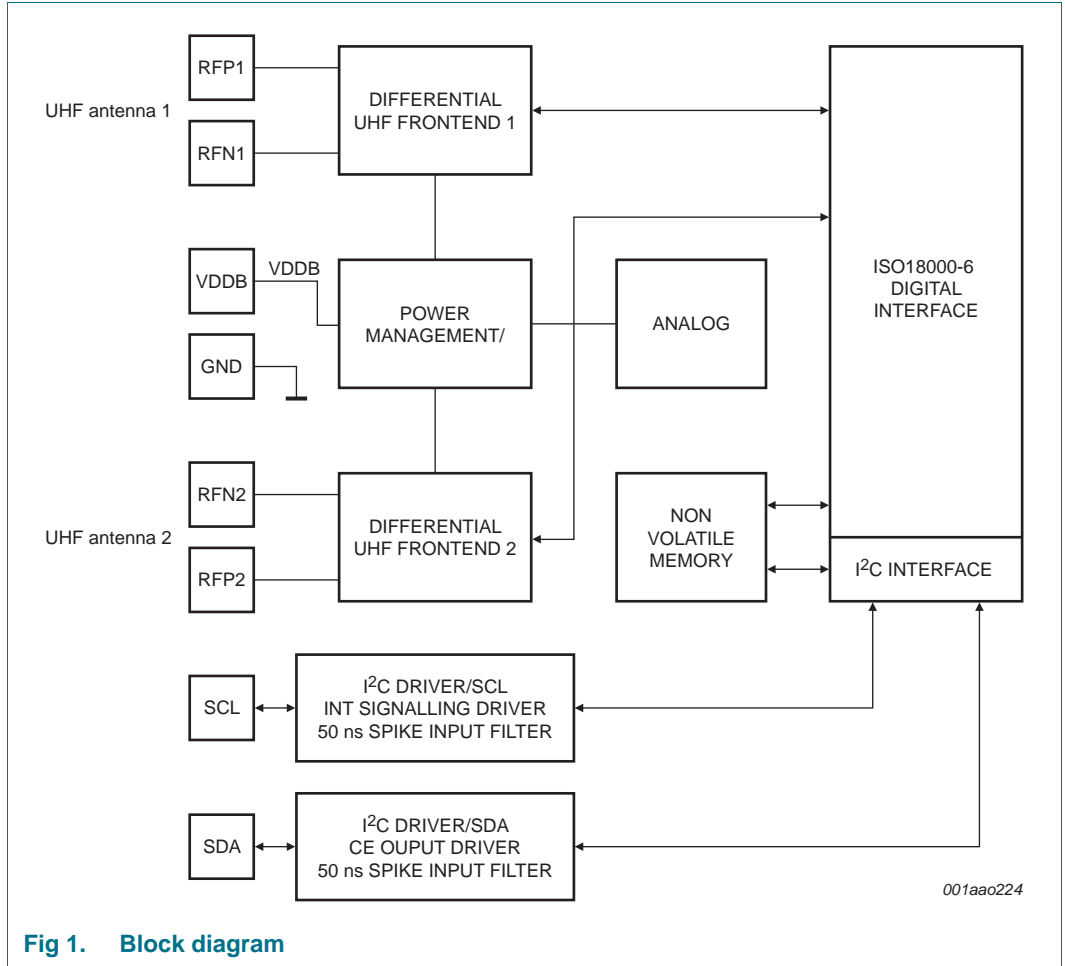 RFP1
UHF antenna 1
RFN1
DIFFERENTIAL
UHF FRONTEND 1
VDDB
VDDB
GND
POWER
MANAGEMENT/
ANALOG
ISO18000-6
DIGITAL
INTERFACE
RFN2
UHF antenna 2
RFP2
DIFFERENTIAL
UHF FRONTEND 2
NON
VOLATILE
MEMORY
I2C INTERFACE
SCL
I2C DRIVER/SCL
INT SIGNALLING DRIVER
50 ns SPIKE INPUT FILTER
SDA
I2C DRIVER/SDA
CE OUPUT DRIVER
50 ns SPIKE INPUT FILTER
001aao224
Fig 1. Block diagram